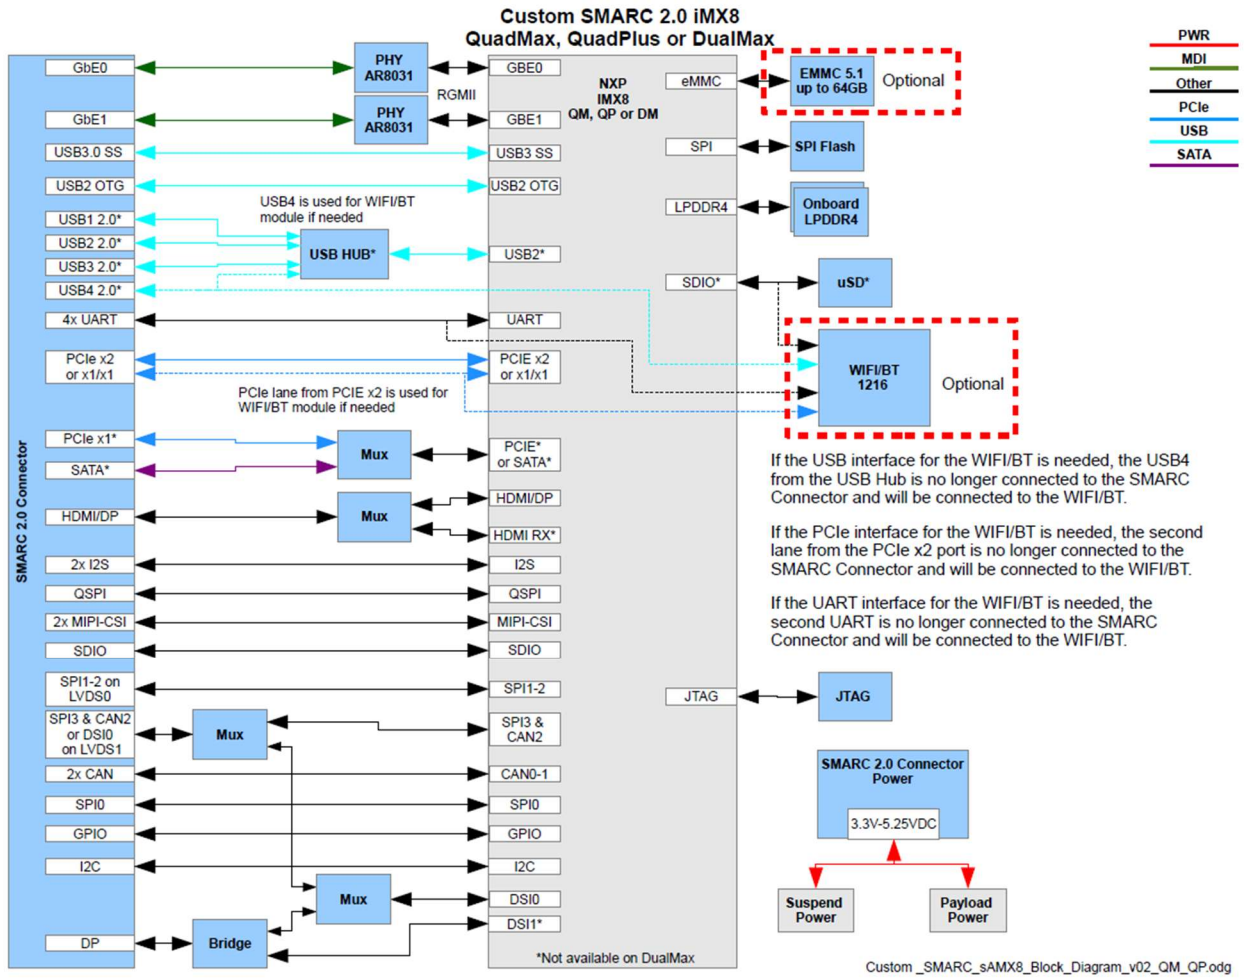 Custom SMARC 2.0 iMX8
QuadMax, QuadPlus or DualMax
PWR
MDI
Other
PCIe
USB
SATA
SMARC 2.0 Connector
GbE0
GbE1
USB3.0 SS
USB2 OTG
USB1 2.0*
USB2 2.0*
USB3 2.0*
USB4 2.0*
4x UART
PCIe x2
or x1/x1
PCIe x1*
SATA*
HDMI/DP
2x I2S
QSPI
2x MIPI-CSI
SDIO
SPI1-2 on
LVDS0
SPI3 & CAN2
or DSI0
on LVDS1
2x CAN
SPI0
GPIO
I2C
DP
PHY
AR8031
RGMII
PHY
AR8031
USB4 is used for WIFI/BT
module if needed
USB HUB*
PCIe lane from PCIE x2 is used for
WIFI/BT module if needed
Mux
Mux
Mux
Mux
Bridge
NXP
IMX8
QM, QP or DM
GBE0
GBE1
USB3 SS
USB2 OTG
USB2*
UART
PCIE x2
or x1/x1
PCIE*
or SATA*
HDMI/DP
HDMI RX*
I2S
QSPI
MIPI-CSI
SDIO
SPI1-2
SPI3 &
CAN2
CAN0-1
SPI0
GPIO
I2C
DSI0
DSI1*
*Not available on DualMax
eMMC
SPI
LPDDR4
SDIO*
JTAG
EMMC 5.1
up to 64GB
Optional
SPI Flash
Onboard
LPDDR4
uSD*
WIFI/BT
1216
Optional
If the USB interface for the WIFI/BT is needed, the USB4
from the USB Hub is no longer connected to the SMARC
Connector and will be connected to the WIFI/BT.
If the PCIe interface for the WIFI/BT is needed, the second
lane from the PCIe x2 port is no longer connected to the
SMARC Connector and will be connected to the WIFI/BT.
If the UART interface for the WIFI/BT is needed, the
second UART is no longer connected to the SMARC
Connector and will be connected to the WIFI/BT.
JTAG
SMARC 2.0 Connector
Power
3.3V-5.25VDC
Suspend
Power
Payload
Power
Custom _SMARC_sAMX8_Block_Diagram_v02_QM_QP.odg